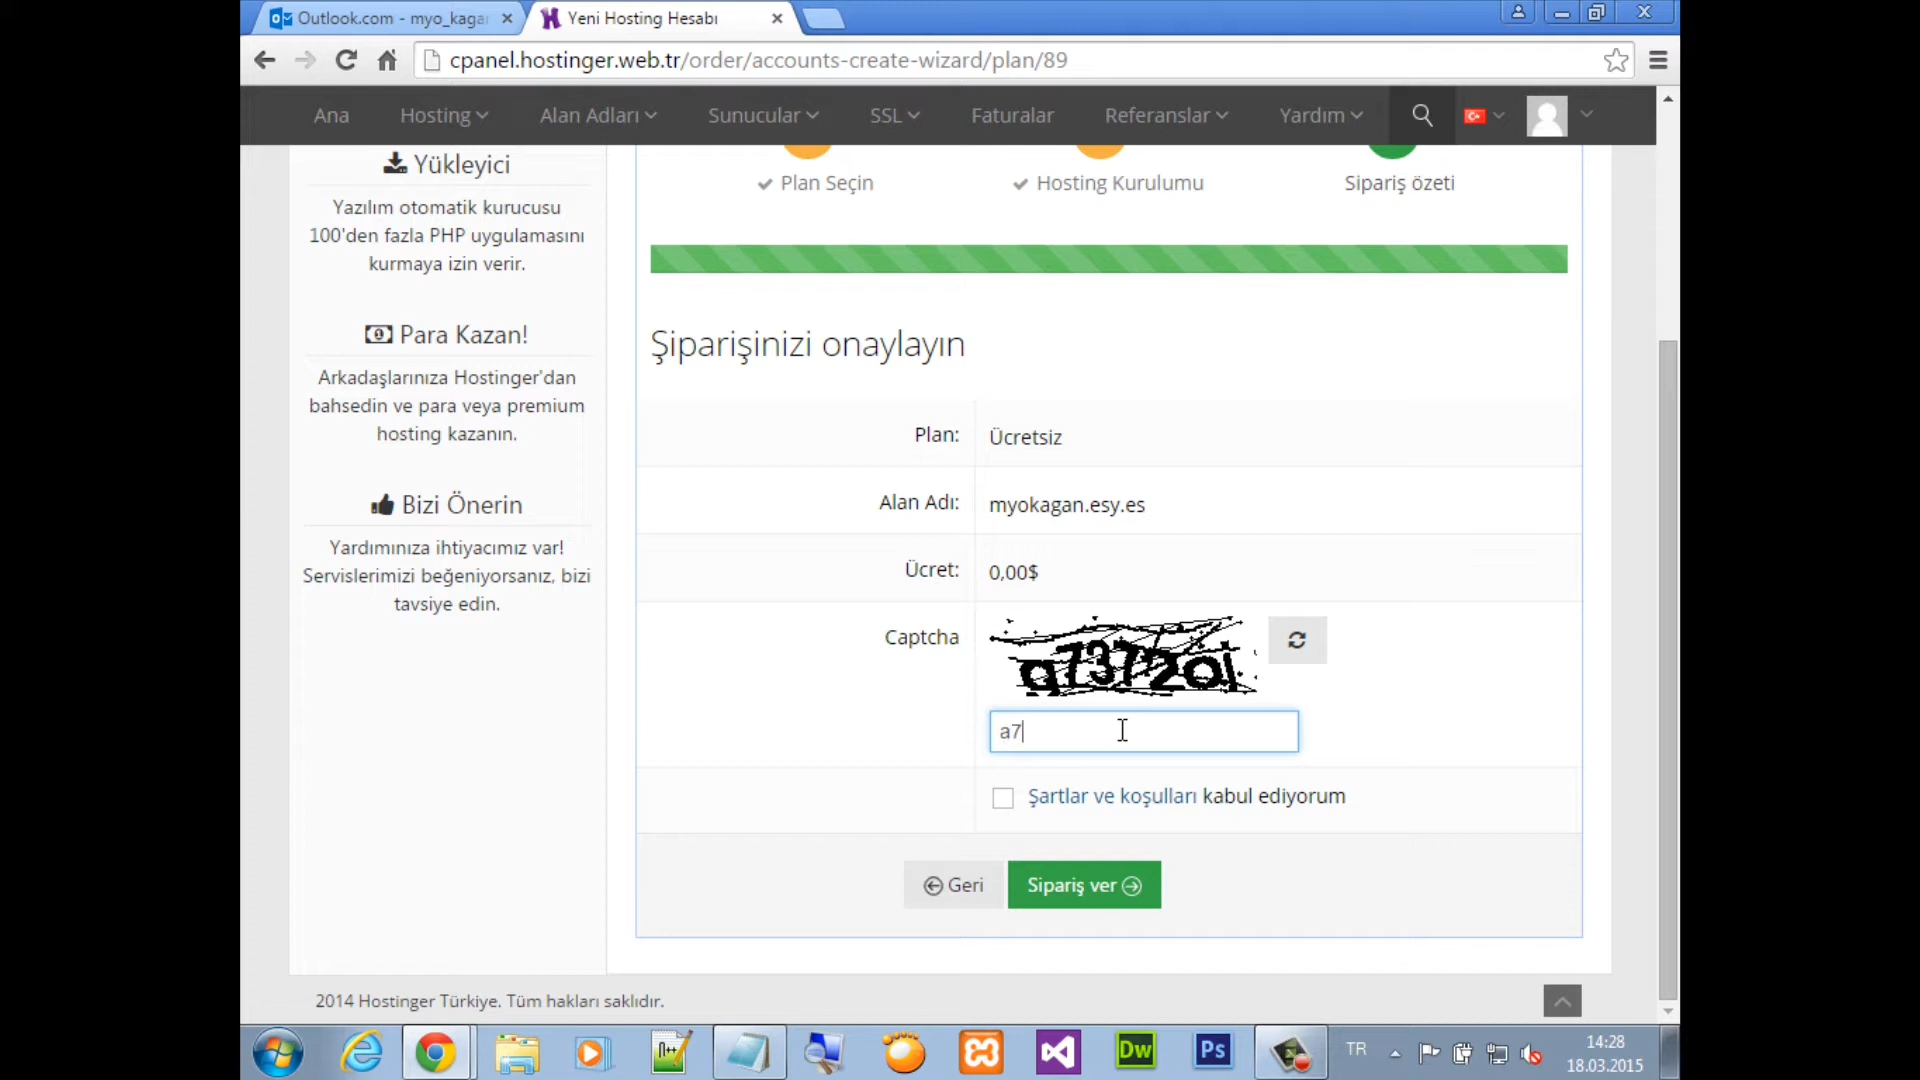 Outlook.com - myo_kaga
Yeni Hosting Hesabı
cpanel.hostinger.web.tr/order/accounts-create-wizard/plan/89
Ana Hosting Alan Adları Sunucular SSL Faturalar Referanslar Yardım
Yükleyici
Yazılım otomatik kurucusu
100'den fazla PHP uygulamasını
kurmaya izin verir.
Para Kazan!
Arkadaşlarınıza Hostinger'dan
bahsedin ve para veya premium
hosting kazanın.
Bizi Önerin
Yardımınıza ihtiyacımız var!
Servislerimizi beğeniyorsanız, bizi
tavsiye edin.
Plan Seçin Hosting Kurulumu Sipariş özeti
Şiparişinizi onaylayın
Plan: Ücretsiz
Alan Adı: myokagan.esy.es
Ücret: 0,00$
Captcha
a7
Şartlar ve koşulları kabul ediyorum
Geri Sipariş ver
2014 Hostinger Türkiye. Tüm hakları saklıdır.
n++ Dw Ps TR 14:28
18.03.2015